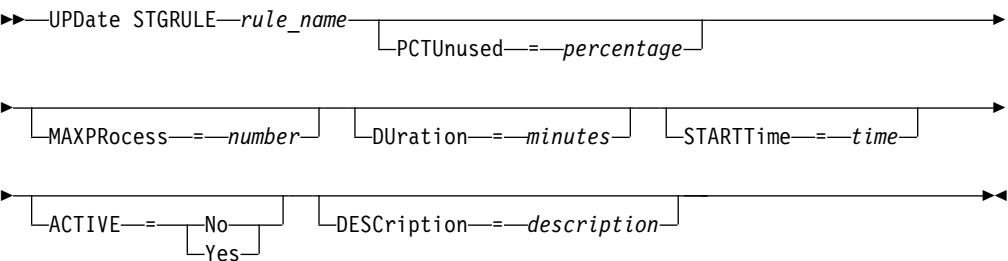 UPDate STGRULE rule_name
PCTUnused = percentage
MAXPRocess = number DUration = minutes STARTTime = time
ACTIVE = No DESCription = description
Yes